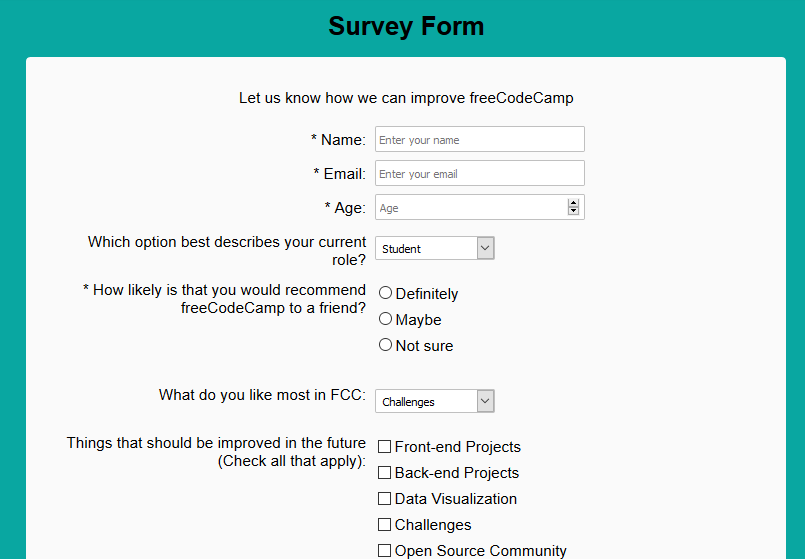 Survey Form
Let us know how we can improve freeCodeCamp
* Name: Enter your name
* Email: Enter your email
* Age: Age
Which option best describes your current
role?
Student
* How likely is that you would recommend
freeCodeCamp to a friend?
Definitely
Maybe
Not sure
What do you like most in FCC: Challenges
Things that should be improved in the future
(Check all that apply):
Front-end Projects
Back-end Projects
Data Visualization
Challenges
Open Source Community